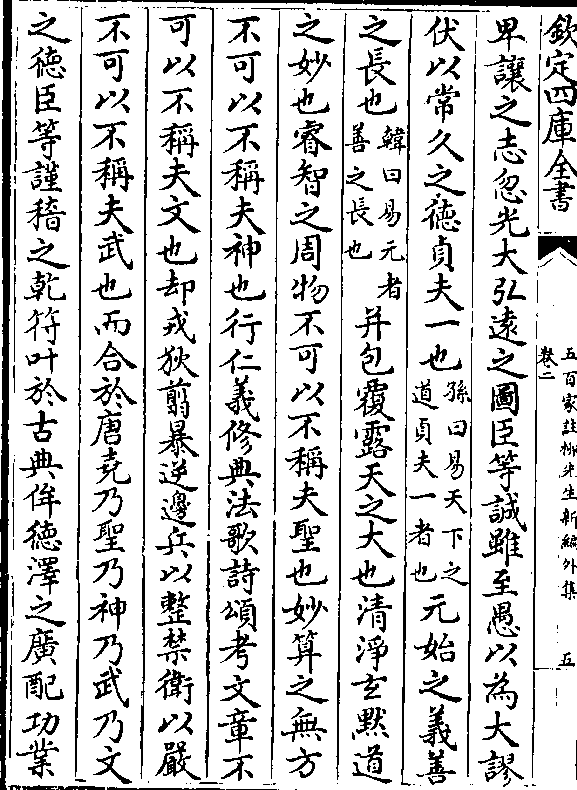 欽定四庫全書
五百家註柳先生新編外集 五
卷二
卑讓之志忽光大弘遠之圖臣等誠雖至愚以為大謬
伏以常久之德貞夫一也孫曰易天下之道貞夫一者也元始之義善
之長也韓曰易元者善之長也并包覆露天之大也清淨玄默道
之妙也睿智之周物不可以不稱夫聖也妙算之無方
不可以不稱夫神也行仁義修典法歌詩頌考文章不
可以不稱夫文也却戎狄翦暴逆邊兵以整禁衛以嚴
不可以不稱夫武也而合於唐堯乃聖乃神乃武乃文
之德臣等謹稽之乾符叶於古典侔德澤之廣配功業